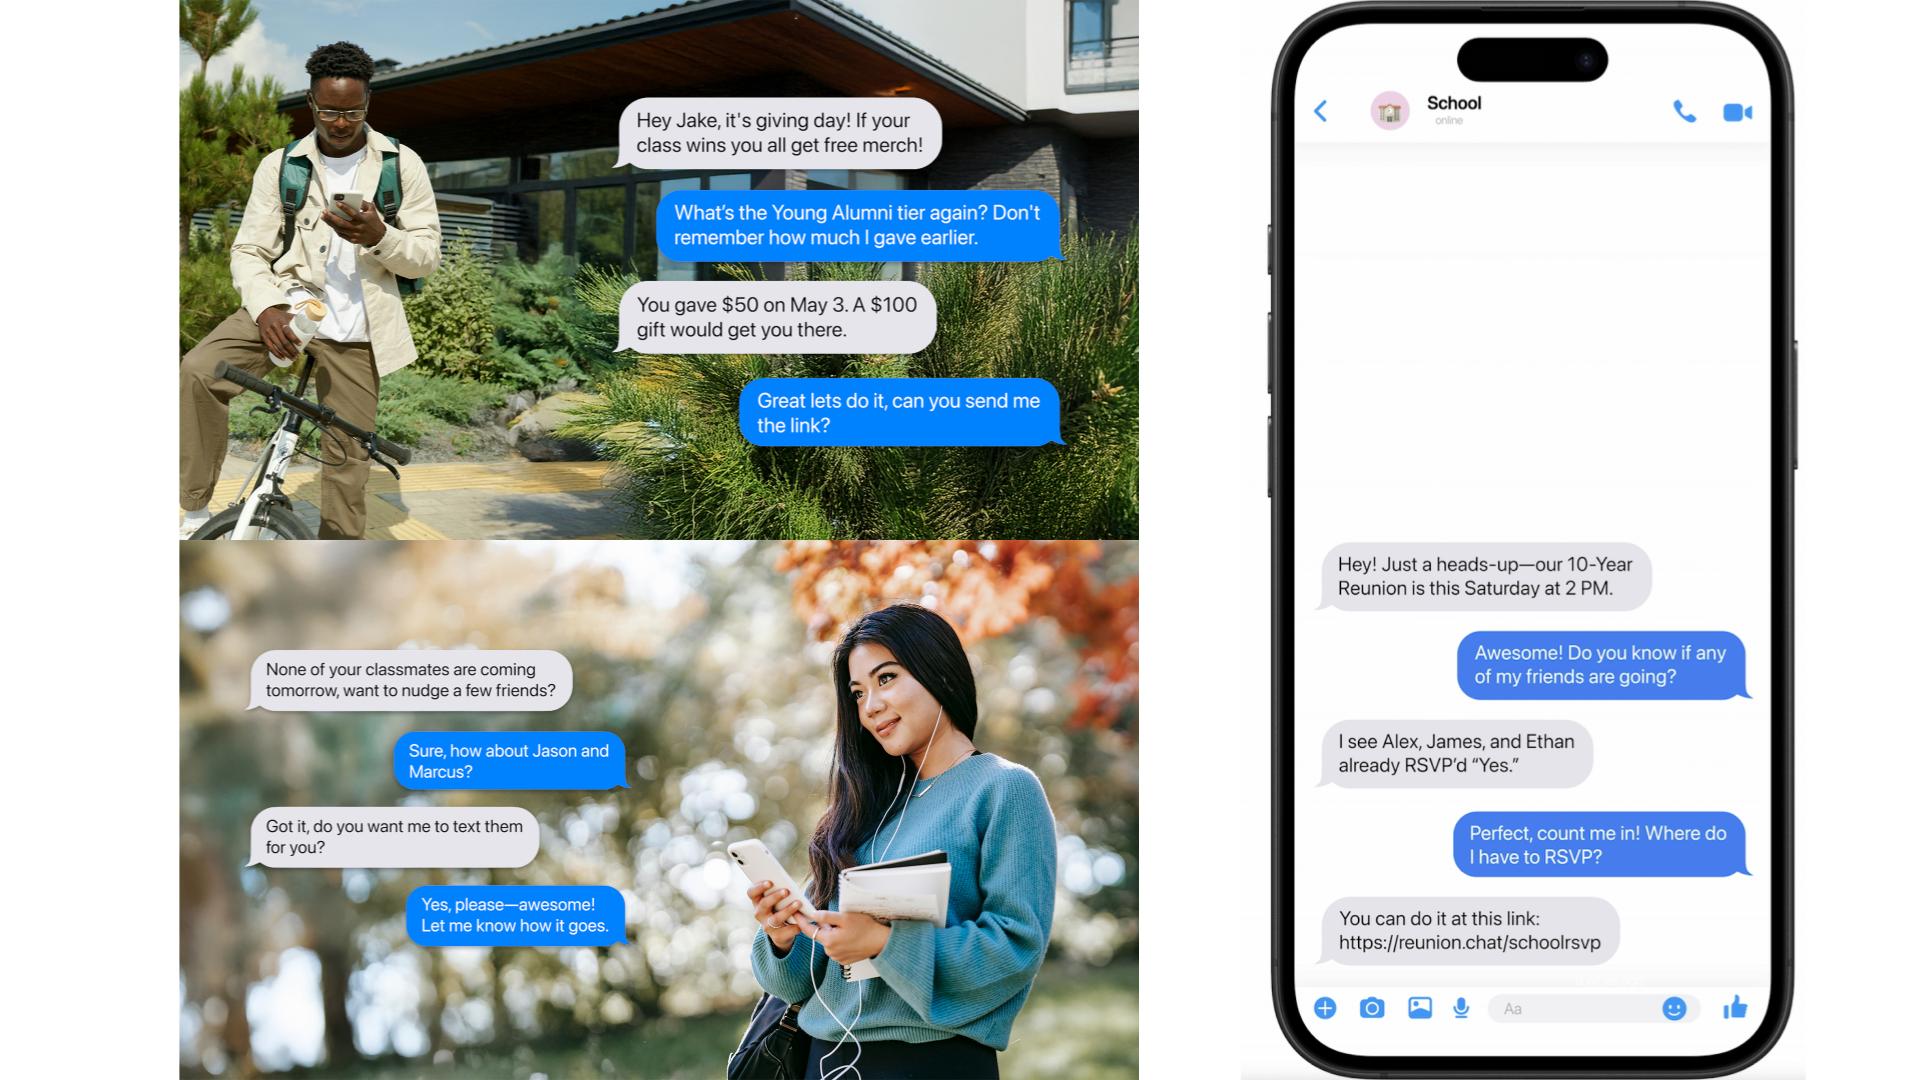 Hey Jake, it's giving day! If your
class wins you all get free merch!
What's the Young Alumni tier again? Don't
remember how much I gave earlier.
You gave $50 on May 3. A $100
gift would get you there.
Great lets do it, can you send me
the link?
None of your classmates are coming
tomorrow, want to nudge a few friends?
Sure, how about Jason and
Marcus?
Got it, do you want me to text them
for you?
Yes, please—awesome!
Let me know how it goes.
School
online
Hey! Just a heads-up—our 10-Year
Reunion is this Saturday at 2 PM.
Awesome! Do you know if any
of my friends are going?
I see Alex, James, and Ethan
already RSVP'd “Yes.”
Perfect, count me in! Where do
I have to RSVP?
You can do it at this link:
https://reunion.chat/schoolrsvp
Aa